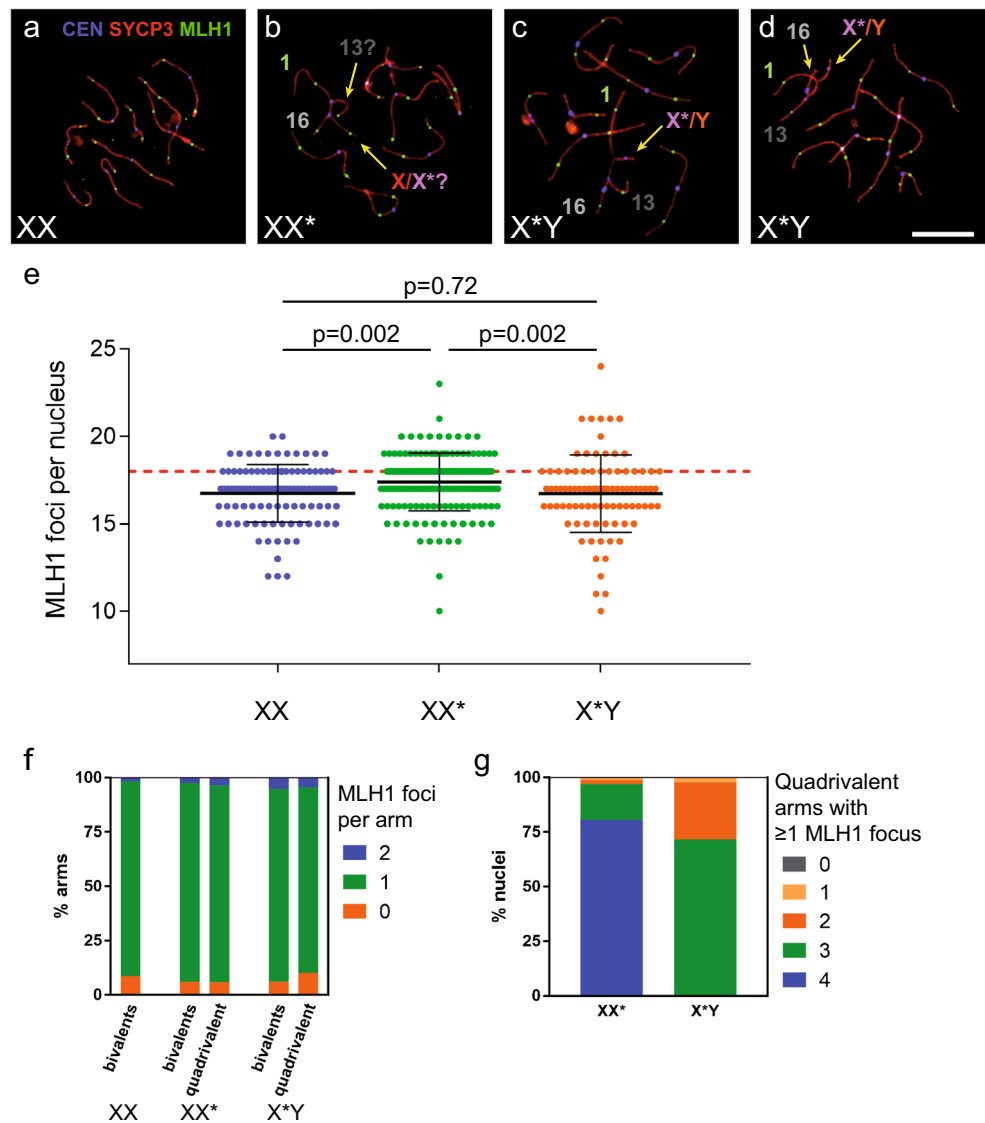 a
CEN SYCP3 MLH1
XX
b
1
13?
16
X/X*?
XX*
c
1
X*/Y
16
13
X*Y
d
16
X*/Y
1
13
X*Y
e
p=0.72
p=0.002
p=0.002
MLH1 foci per nucleus
25
20
15
10
XX
XX*
X*Y
f
% arms
100
75
50
25
0
bivalents
bivalents
quadrivalent
bivalents
quadrivalent
XX
XX*
X*Y
MLH1 foci
per arm
2
1
0
g
% nuclei
100
75
50
25
0
XX*
X*Y
Quadrivalent
arms with
≥1 MLH1 focus
0
1
2
3
4